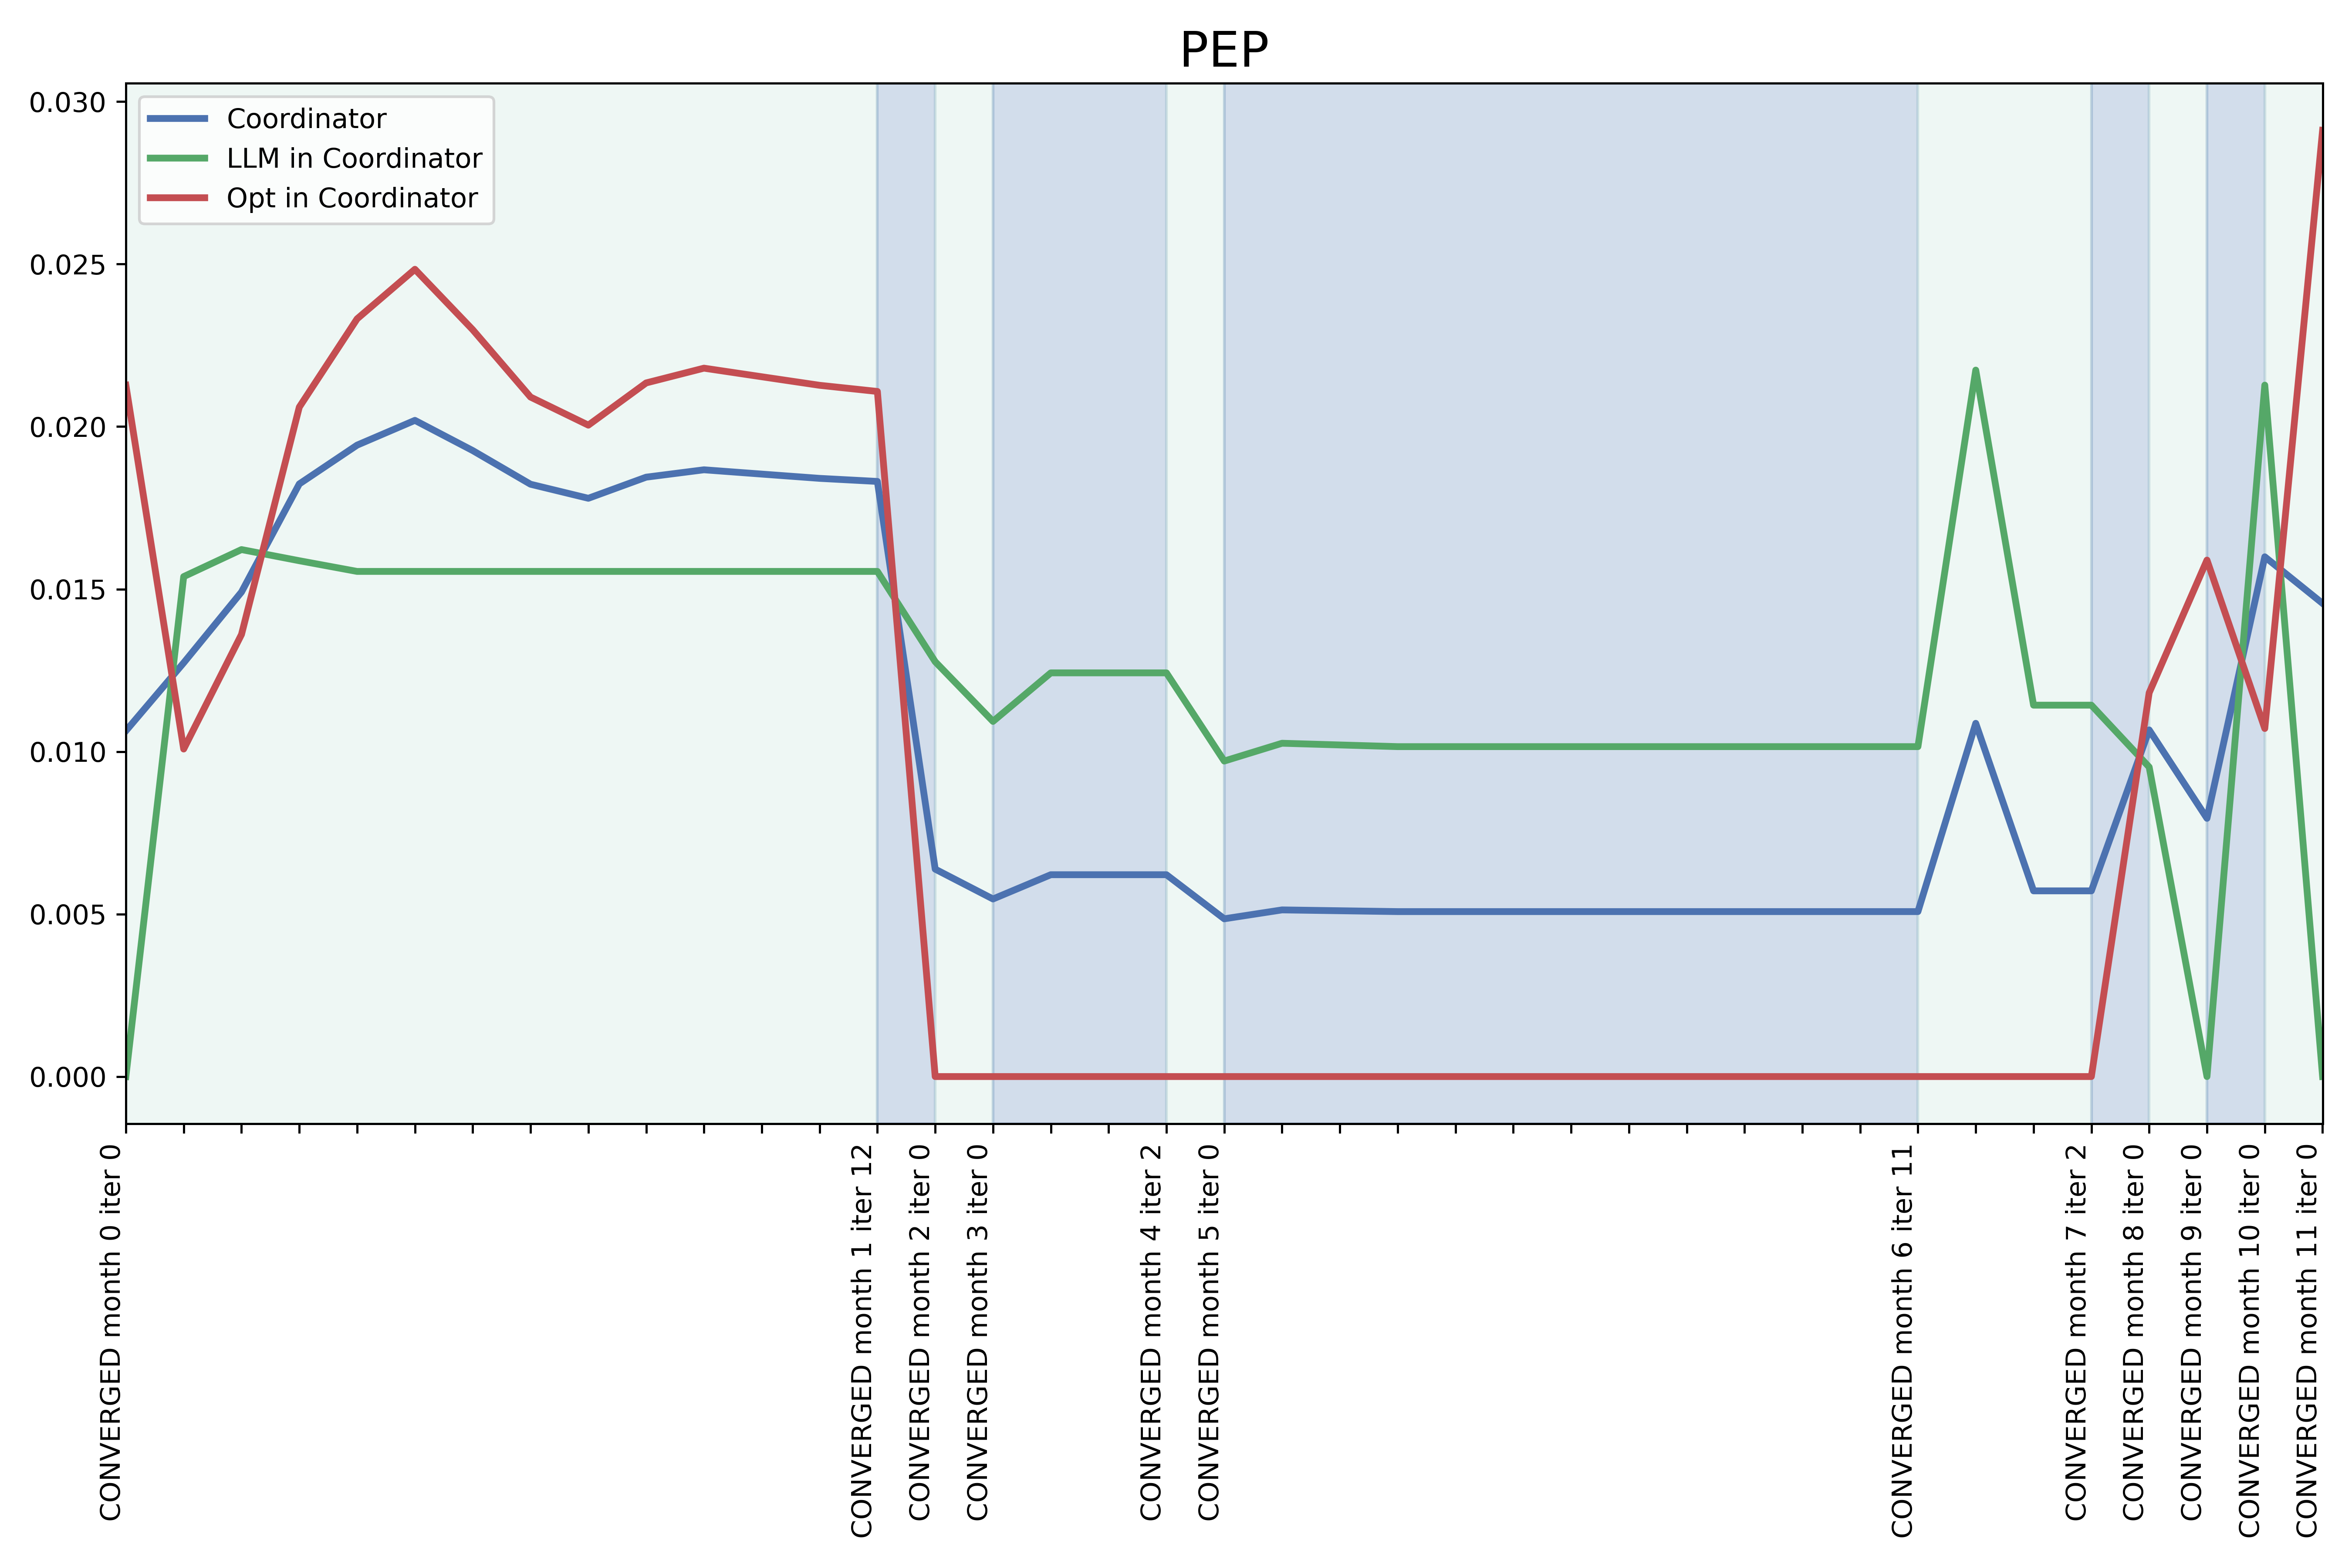 PEP
0.030
0.025
0.020
0.015
0.010
0.005
0.000
Coordinator
LLM in Coordinator
Opt in Coordinator
CONVERGED month 0 iter 0
CONVERGED month 1 iter 12
CONVERGED month 2 iter 0
CONVERGED month 3 iter 0
CONVERGED month 4 iter 2
CONVERGED month 5 iter 0
CONVERGED month 6 iter 11
CONVERGED month 7 iter 2
CONVERGED month 8 iter 0
CONVERGED month 9 iter 0
CONVERGED month 10 iter 0
CONVERGED month 11 iter 0